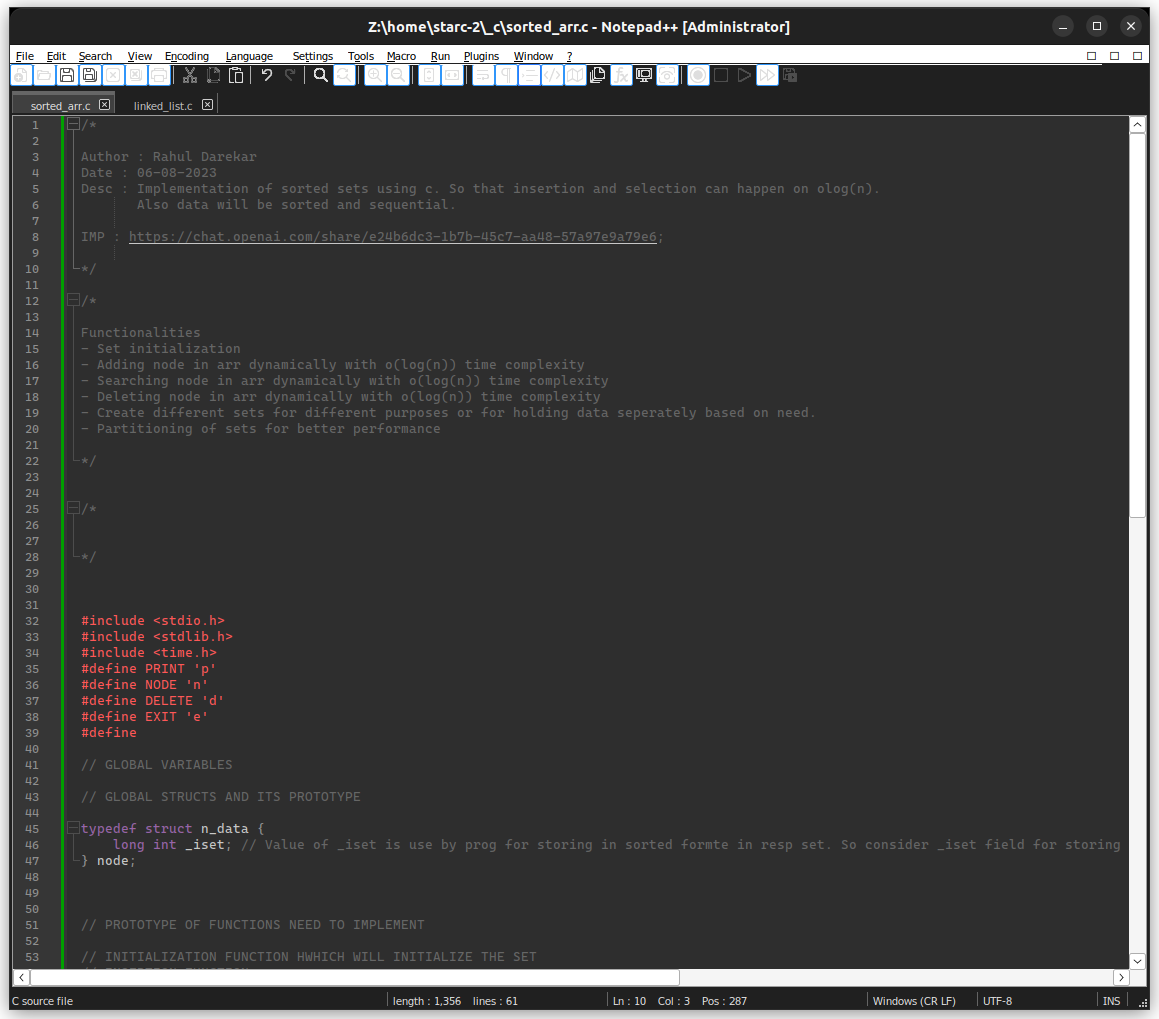 Z:\home\starc-2\_c\sorted_arr.c - Notepad++ [Administrator]
File Edit Search View Encoding Language Settings Tools Macro Run Plugins Window ?
sorted_arr.c linked_list.c
1 /*
2
3 Author : Rahul Darekar
4 Date : 06-08-2023
5 Desc : Implementation of sorted sets using c. So that insertion and selection can happen on olog(n).
6 Also data will be sorted and sequential.
7
8 IMP : https://chat.openai.com/share/e24b6dc3-1b7b-45c7-aa48-57a97e9a79e6;
9
10 */
11
12 /*
13
14 Functionalities
15 - Set initialization
16 - Adding node in arr dynamically with o(log(n)) time complexity
17 - Searching node in arr dynamically with o(log(n)) time complexity
18 - Deleting node in arr dynamically with o(log(n)) time complexity
19 - Create different sets for different purposes or for holding data seperately based on need.
20 - Partitioning of sets for better performance
21
22 */
23
24
25 /*
26
27
28 */
29
30
31
32 #include <stdio.h>
33 #include <stdlib.h>
34 #include <time.h>
35 #define PRINT 'p'
36 #define NODE 'n'
37 #define DELETE 'd'
38 #define EXIT 'e'
39 #define
40
41 // GLOBAL VARIABLES
42
43 // GLOBAL STRUCTS AND ITS PROTOTYPE
44
45 typedef struct n_data {
46 long int _iset; // Value of _iset is use by prog for storing in sorted formte in resp set. So consider _iset field for storing
47 } node;
48
49
50
51 // PROTOTYPE OF FUNCTIONS NEED TO IMPLEMENT
52
53 // INITIALIZATION FUNCTION HWHICH WILL INITIALIZE THE SET
C source file length : 1,356 lines : 61 Ln : 10 Col : 3 Pos : 287 Windows (CR LF) UTF-8 INS